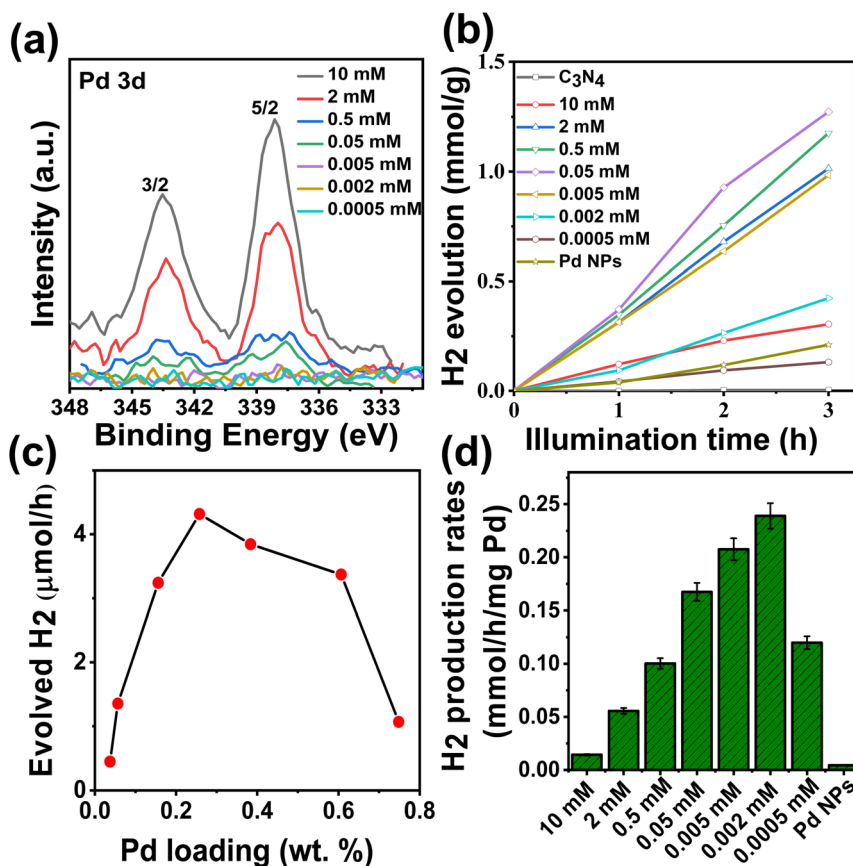 (a)
Pd 3d
3/2
5/2
10 mM
2 mM
0.5 mM
0.05 mM
0.005 mM
0.002 mM
0.0005 mM
Intensity (a.u.)
348 345 342 339 336 333
Binding Energy (eV)
(b)
C3N4
10 mM
2 mM
0.5 mM
0.05 mM
0.005 mM
0.002 mM
0.0005 mM
Pd NPs
H2 evolution (mmol/g)
1.5
1.0
0.5
0.0
0 1 2 3
Illumination time (h)
(c)
Evolved H2 (μmol/h)
4
2
0
0.0 0.2 0.4 0.6 0.8
Pd loading (wt. %)
(d)
H2 production rates
(mmol/h/mg Pd)
0.25
0.20
0.15
0.10
0.05
0.00
10 mM
2 mM
0.5 mM
0.05 mM
0.005 mM
0.002 mM
0.0005 mM
Pd NPs